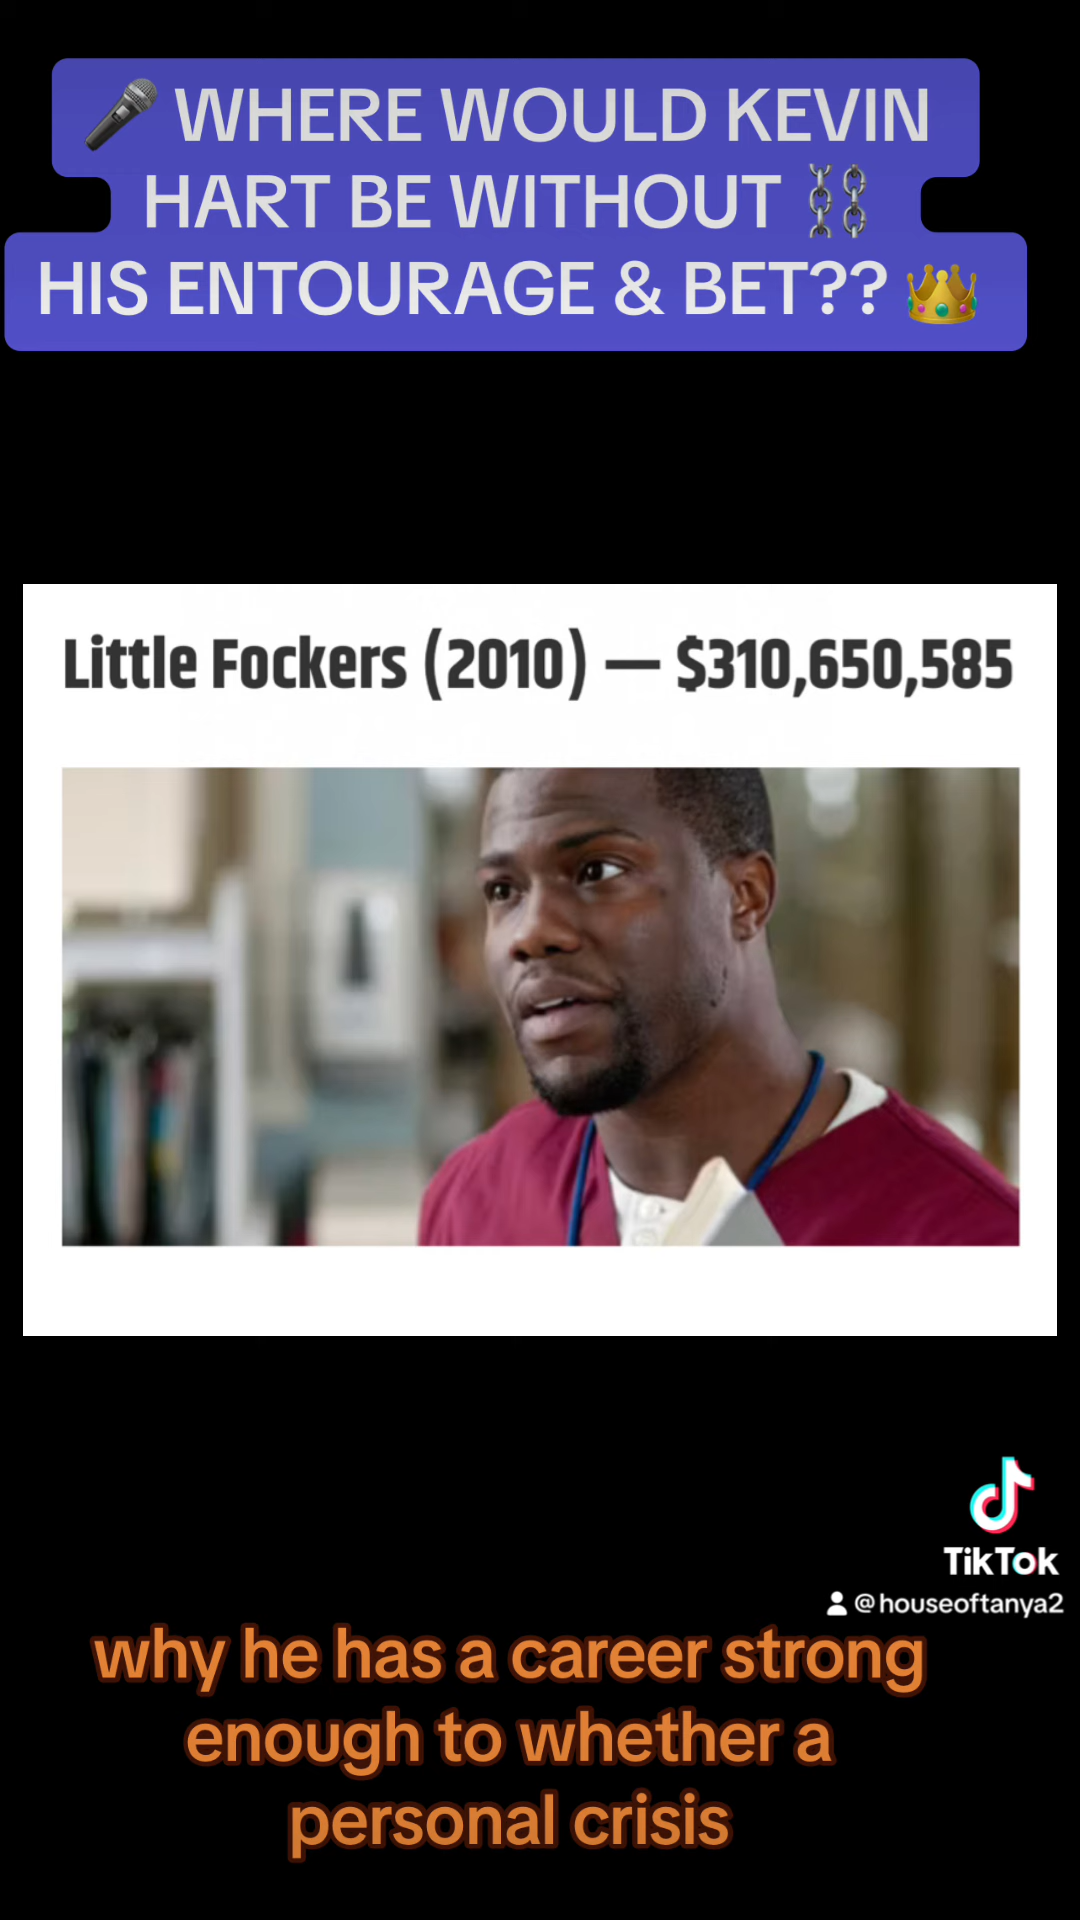 🎤 WHERE WOULD KEVIN
HART BE WITHOUT ⛓️
HIS ENTOURAGE & BET?? 👑
Little Fockers (2010) — $310,650,585
TikTok
@houseoftanya2
why he has a career strong
enough to whether a
personal crisis